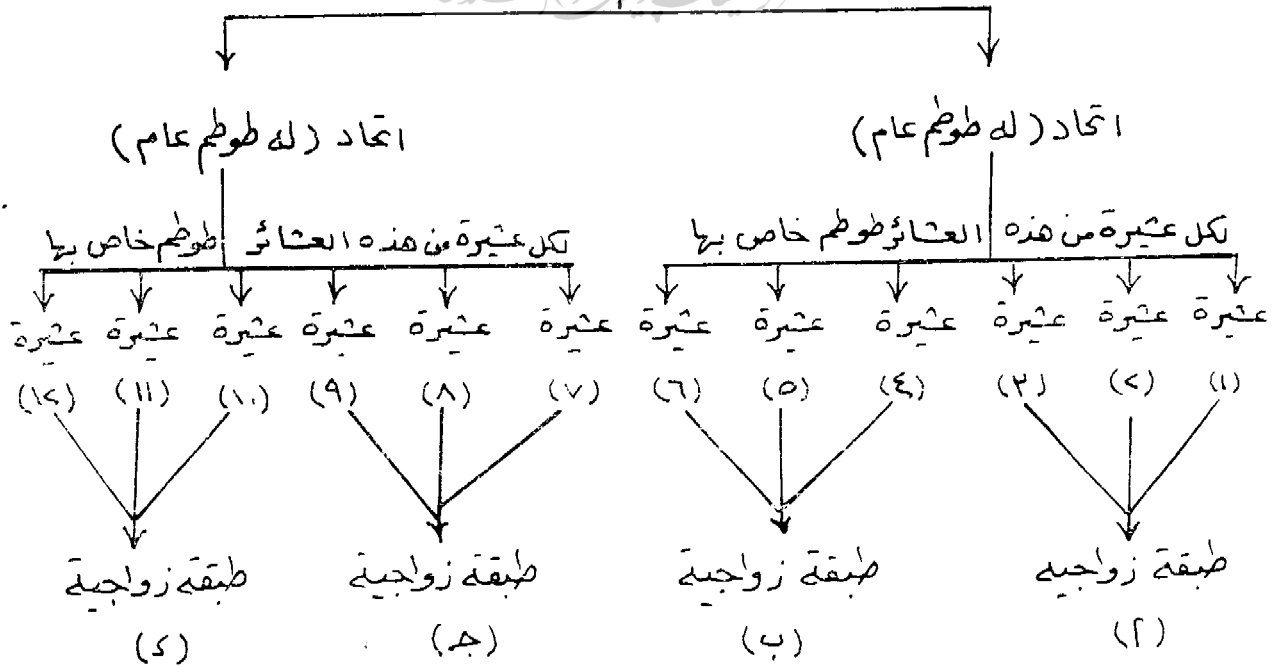 اتحاد (له طوطم عام) اتحاد (له طوطم عام)
لكل عشيرة من هذه العشائر طوطم خاص بها لكل عشيرة من هذه العشائر طوطم خاص بها
عشيرة عشيرة عشيرة عشيرة عشيرة عشيرة عشيرة عشيرة عشيرة عشيرة عشيرة عشيرة
(١) (٢) (٣) (٤) (٥) (٦) (٧) (٨) (٩) (١٠) (١١) (١٢)
طبقة زواجيه طبقة زواجية طبقة زواجية طبقة زواجية
(أ) (ب) (جـ) (د)